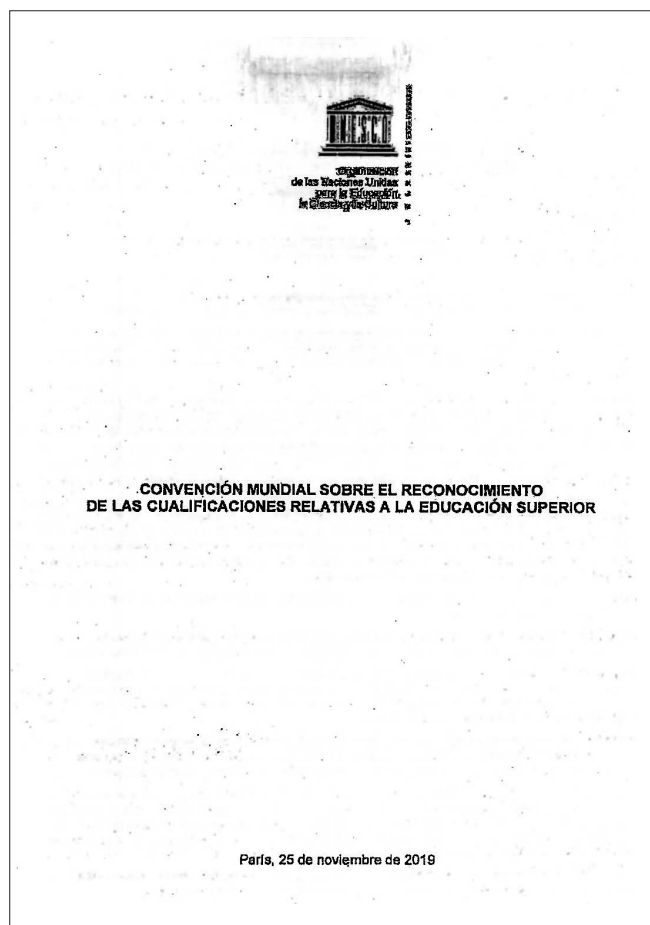 UNESCO
Organización
de las Naciones Unidas
para la Educación,
la Ciencia y la Cultura
CONVENCIÓN MUNDIAL SOBRE EL RECONOCIMIENTO
DE LAS CUALIFICACIONES RELATIVAS A LA EDUCACIÓN SUPERIOR
París, 25 de noviembre de 2019